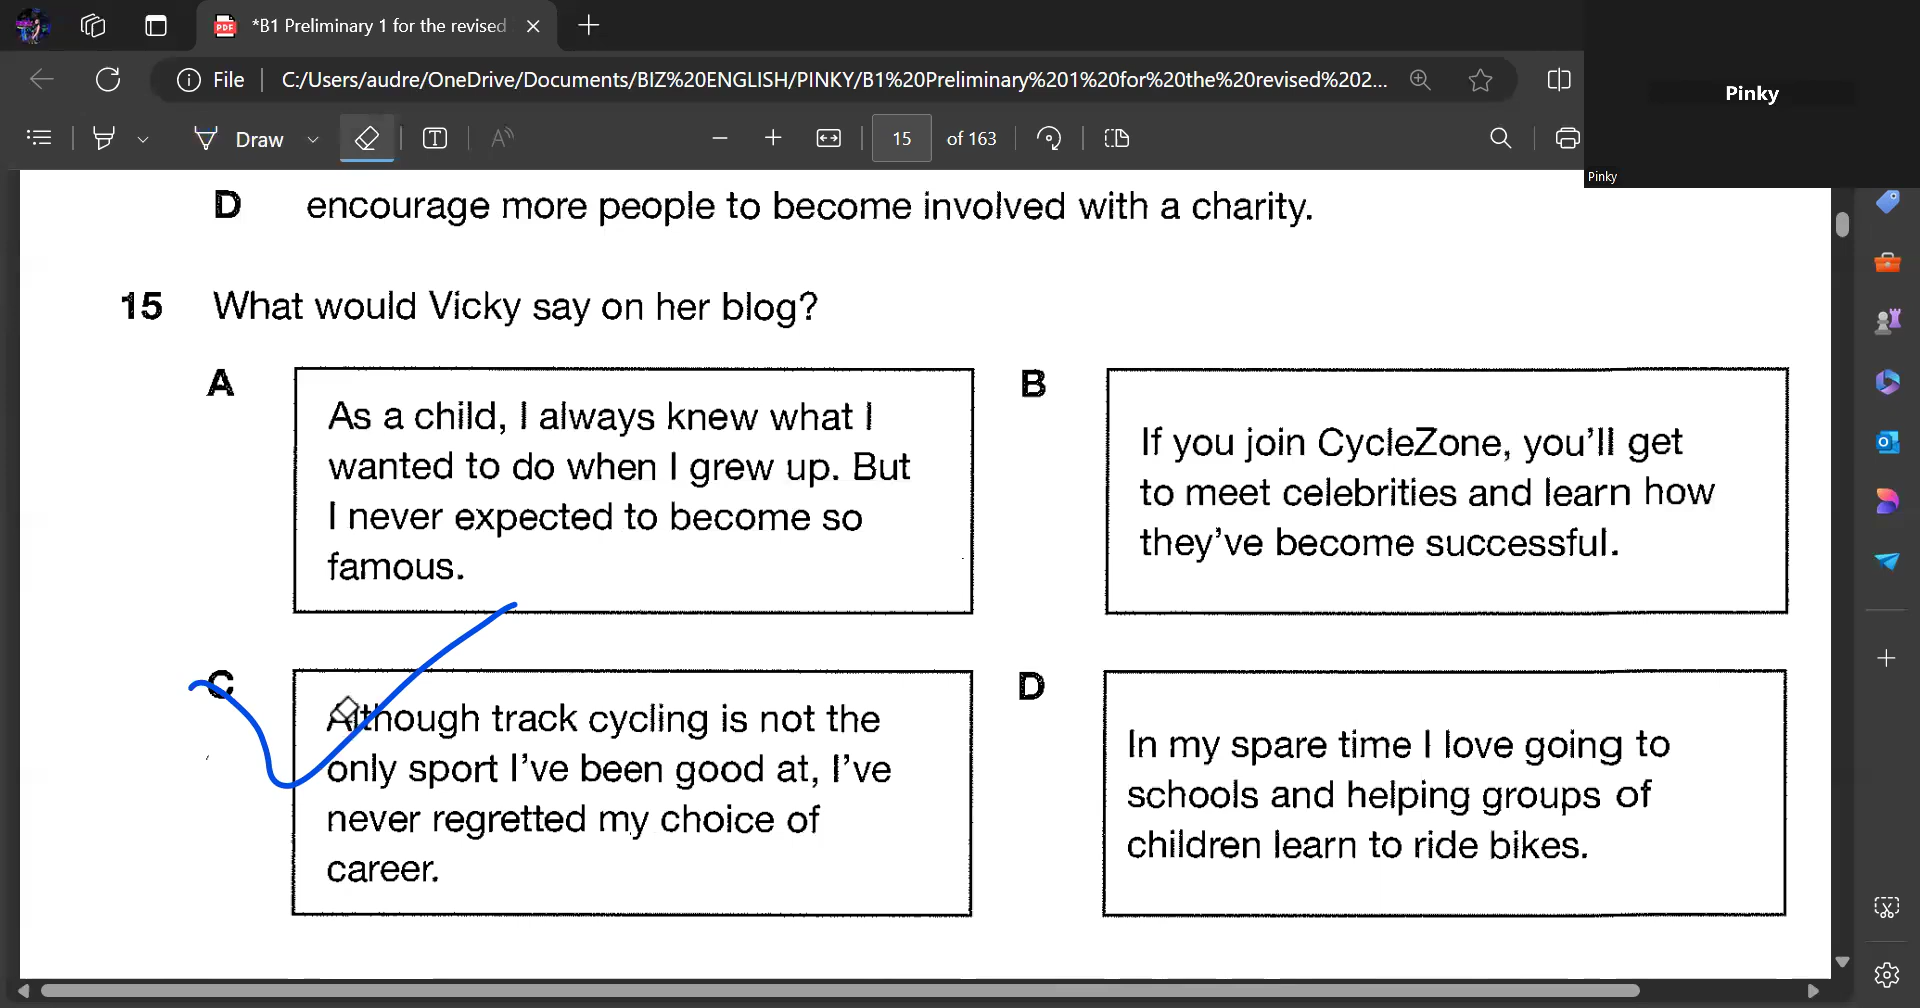 *B1 Preliminary 1 for the revised
File
C:/Users/audre/OneDrive/Documents/BIZ%20ENGLISH/PINKY/B1%20Preliminary%201%20for%20the%20revised%202...
Pinky
Draw
15 of 163
Pinky
D encourage more people to become involved with a charity.
15 What would Vicky say on her blog?
A
As a child, I always knew what I
wanted to do when I grew up. But
I never expected to become so
famous.
B
If you join CycleZone, you'll get
to meet celebrities and learn how
they've become successful.
C
Although track cycling is not the
only sport I've been good at, I've
never regretted my choice of
career.
D
In my spare time I love going to
schools and helping groups of
children learn to ride bikes.